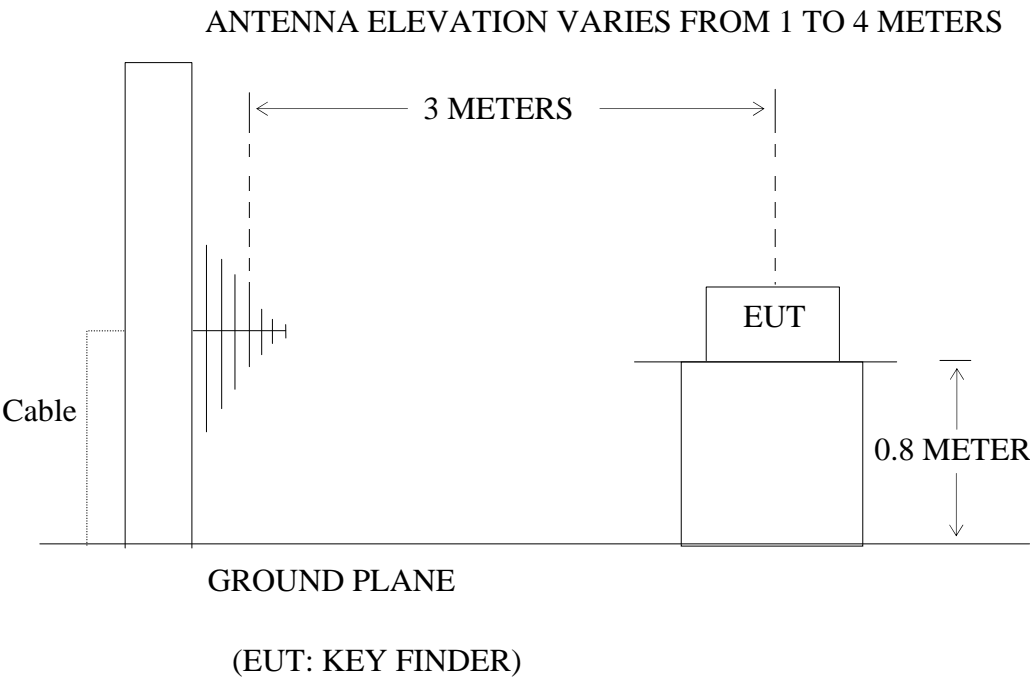 ANTENNA ELEVATION VARIES FROM 1 TO 4 METERS
3 METERS
EUT
Cable
0.8 METER
GROUND PLANE
(EUT: KEY FINDER)